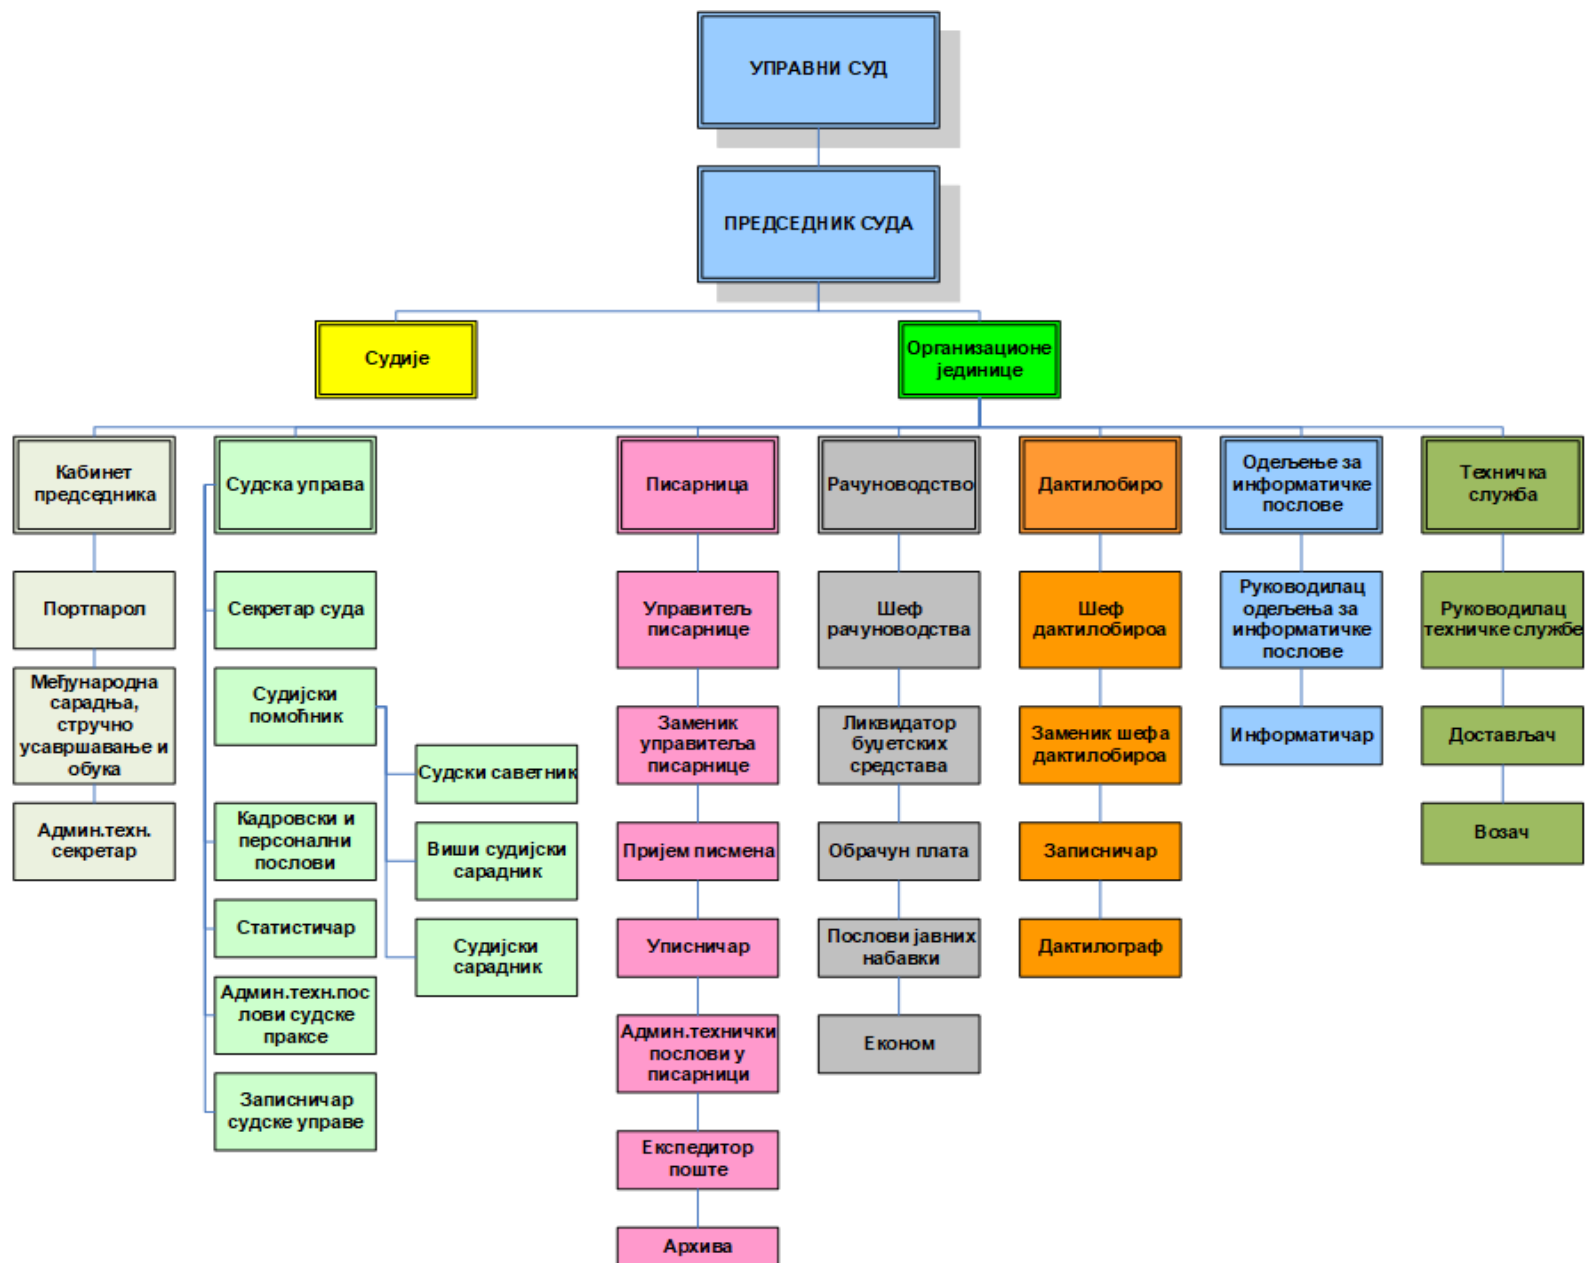 УПРАВНИ СУД
ПРЕДСЕДНИК СУДА
Судије
Организационе
јединице
Кабинет
председника
Судска управа
Писарница
Рачуноводство
Дактилобиро
Одељење за
информатичке
послове
Техничка
служба
Портпарол
Међународна
сарадња,
стручно
усавршавање и
обука
Админ.техн.
секретар
Секретар суда
Судијски
помоћник
Кадровски и
персонални
послови
Статистичар
Админ.техн.пос
лови судске
праксе
Записничар
судске управе
Судски саветник
Виши судијски
сарадник
Судијски
сарадник
Управитељ
писарнице
Заменик
управитеља
писарнице
Пријем писмена
Уписничар
Админ.технички
послови у
писарници
Експедитор
поште
Архива
Шеф
рачуноводства
Ликвидатор
буџетских
средстава
Обрачун плата
Послови јавних
набавки
Економ
Шеф
дактилобироа
Заменик шефа
дактилобироа
Записничар
Дактилограф
Руководилац
одељења за
информатичке
послове
Информатичар
Руководилац
техничке службе
Достављач
Возач